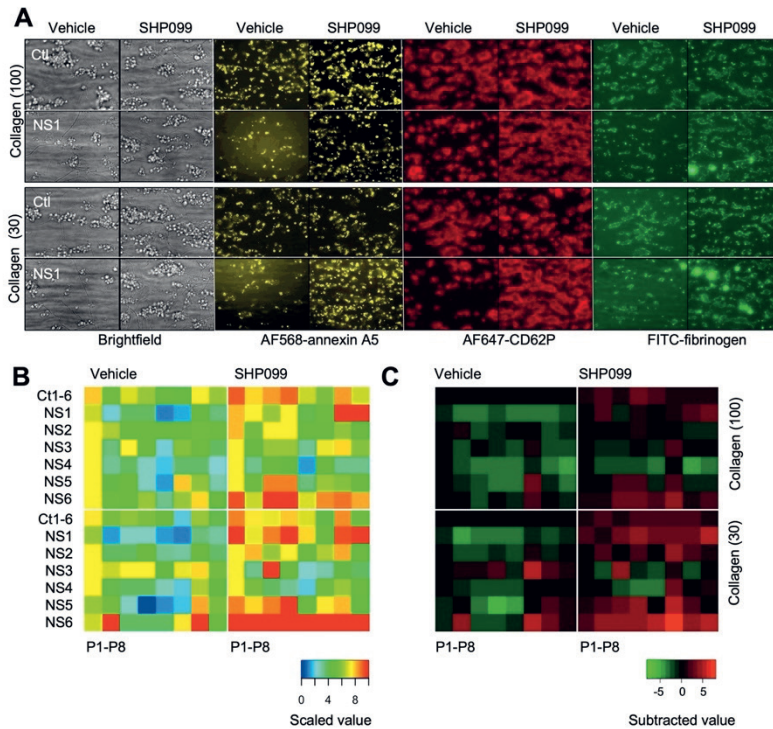 A
Vehicle SHP099 Vehicle SHP099 Vehicle SHP099 Vehicle SHP099
Collagen (100)
Ctl
NS1
Collagen (30)
Ctl
NS1
Brightfield AF568-annexin A5 AF647-CD62P FITC-fibrinogen
B
Vehicle SHP099
Ct1-6
NS1
NS2
NS3
NS4
NS5
NS6
Ct1-6
NS1
NS2
NS3
NS4
NS5
NS6
P1-P8 P1-P8
0 4 8
Scaled value
C
Vehicle SHP099
Collagen (100)
Collagen (30)
P1-P8 P1-P8
-5 0 5
Subtracted value